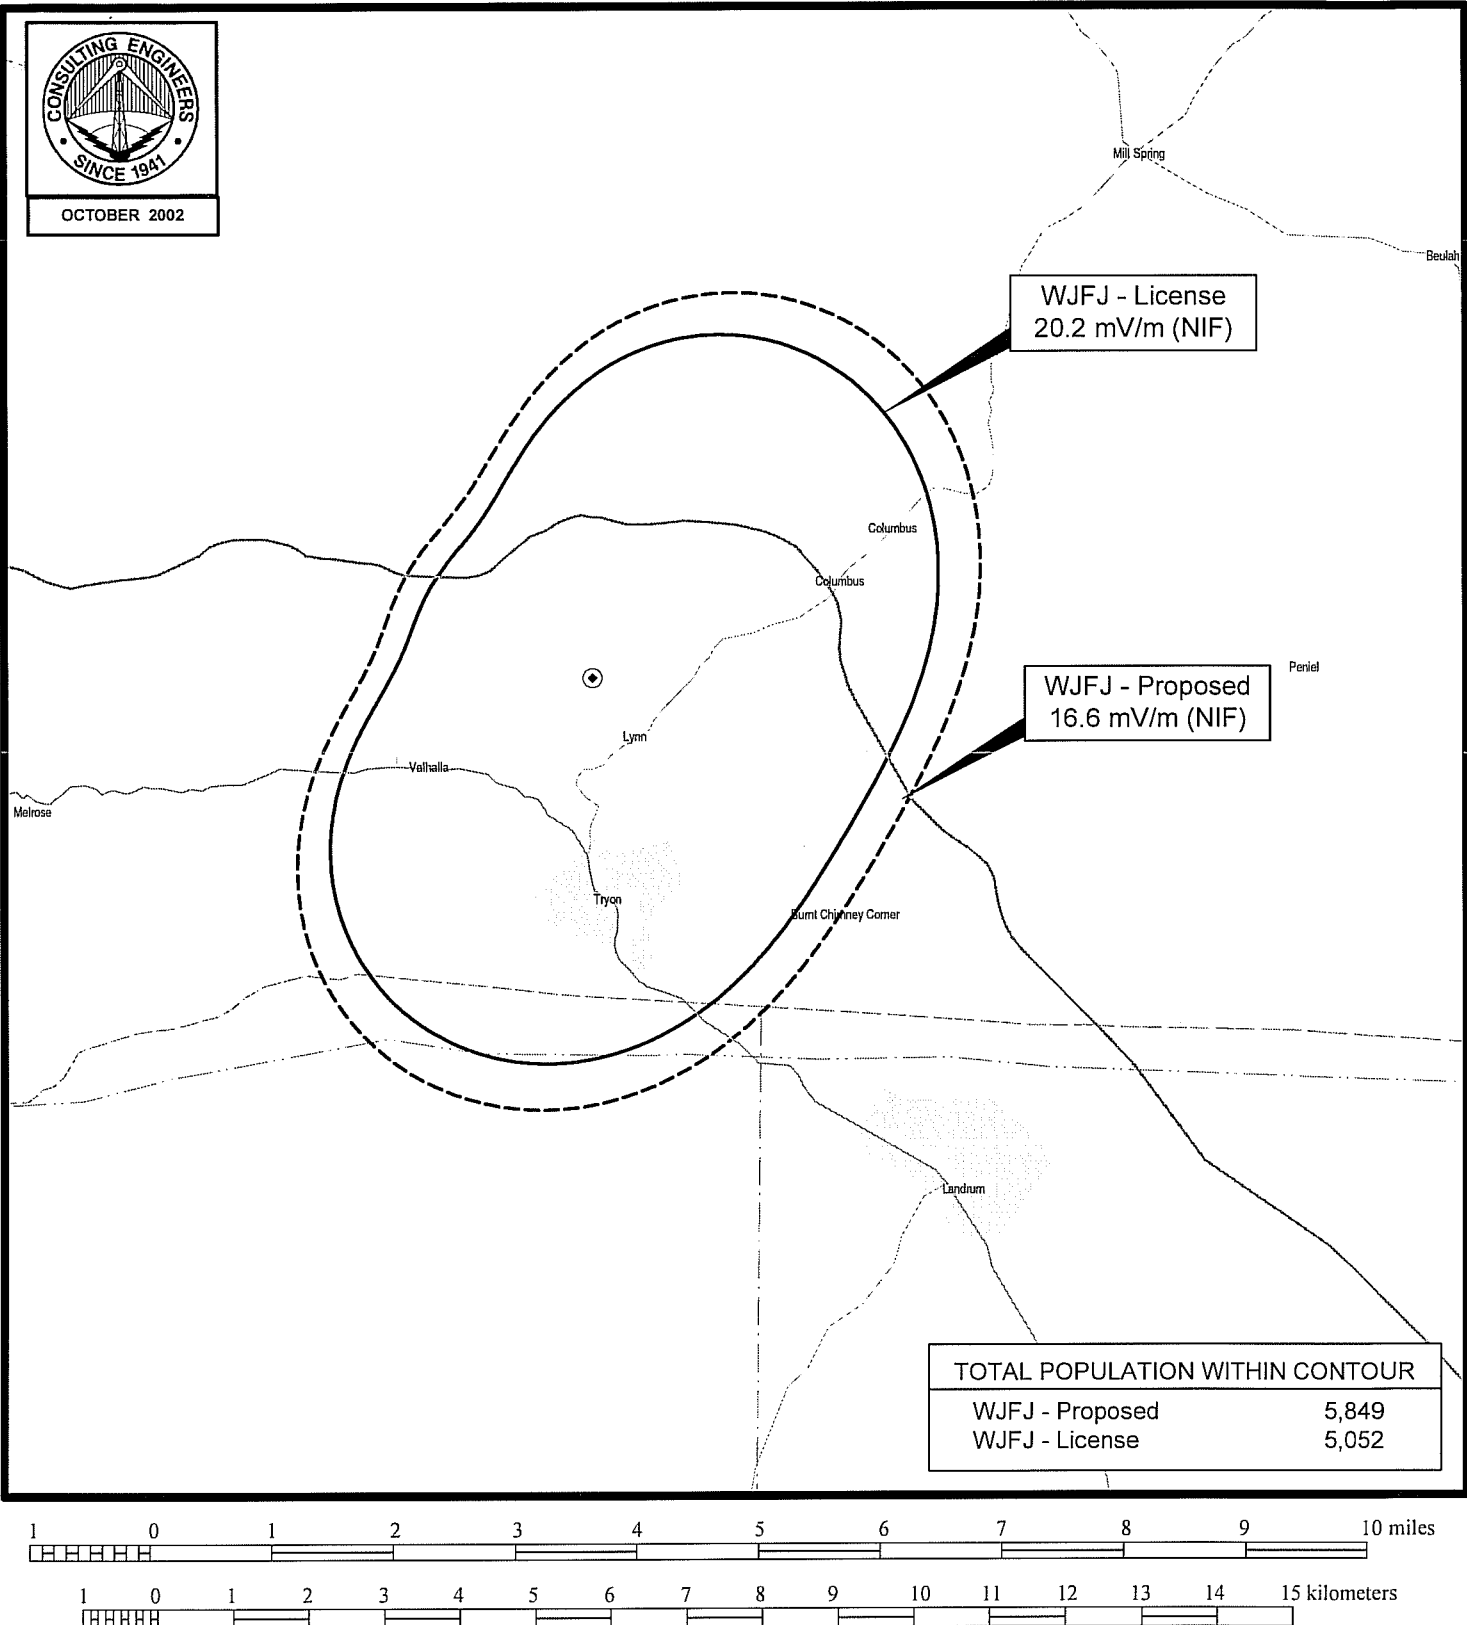 CONSULTING ENGINEERS
SINCE 1941
OCTOBER 2002
Mill Spring
Beulah
WJFJ - License
20.2 mV/m (NIF)
Columbus
Columbus
Peniel
WJFJ - Proposed
16.6 mV/m (NIF)
Lynn
Valhalla
Melrose
Tryon
Burnt Chimney Corner
Landrum
TOTAL POPULATION WITHIN CONTOUR
WJFJ - Proposed 5,849
WJFJ - License 5,052
1 0 1 2 3 4 5 6 7 8 9 10 miles
1 0 1 2 3 4 5 6 7 8 9 10 11 12 13 14 15 kilometers